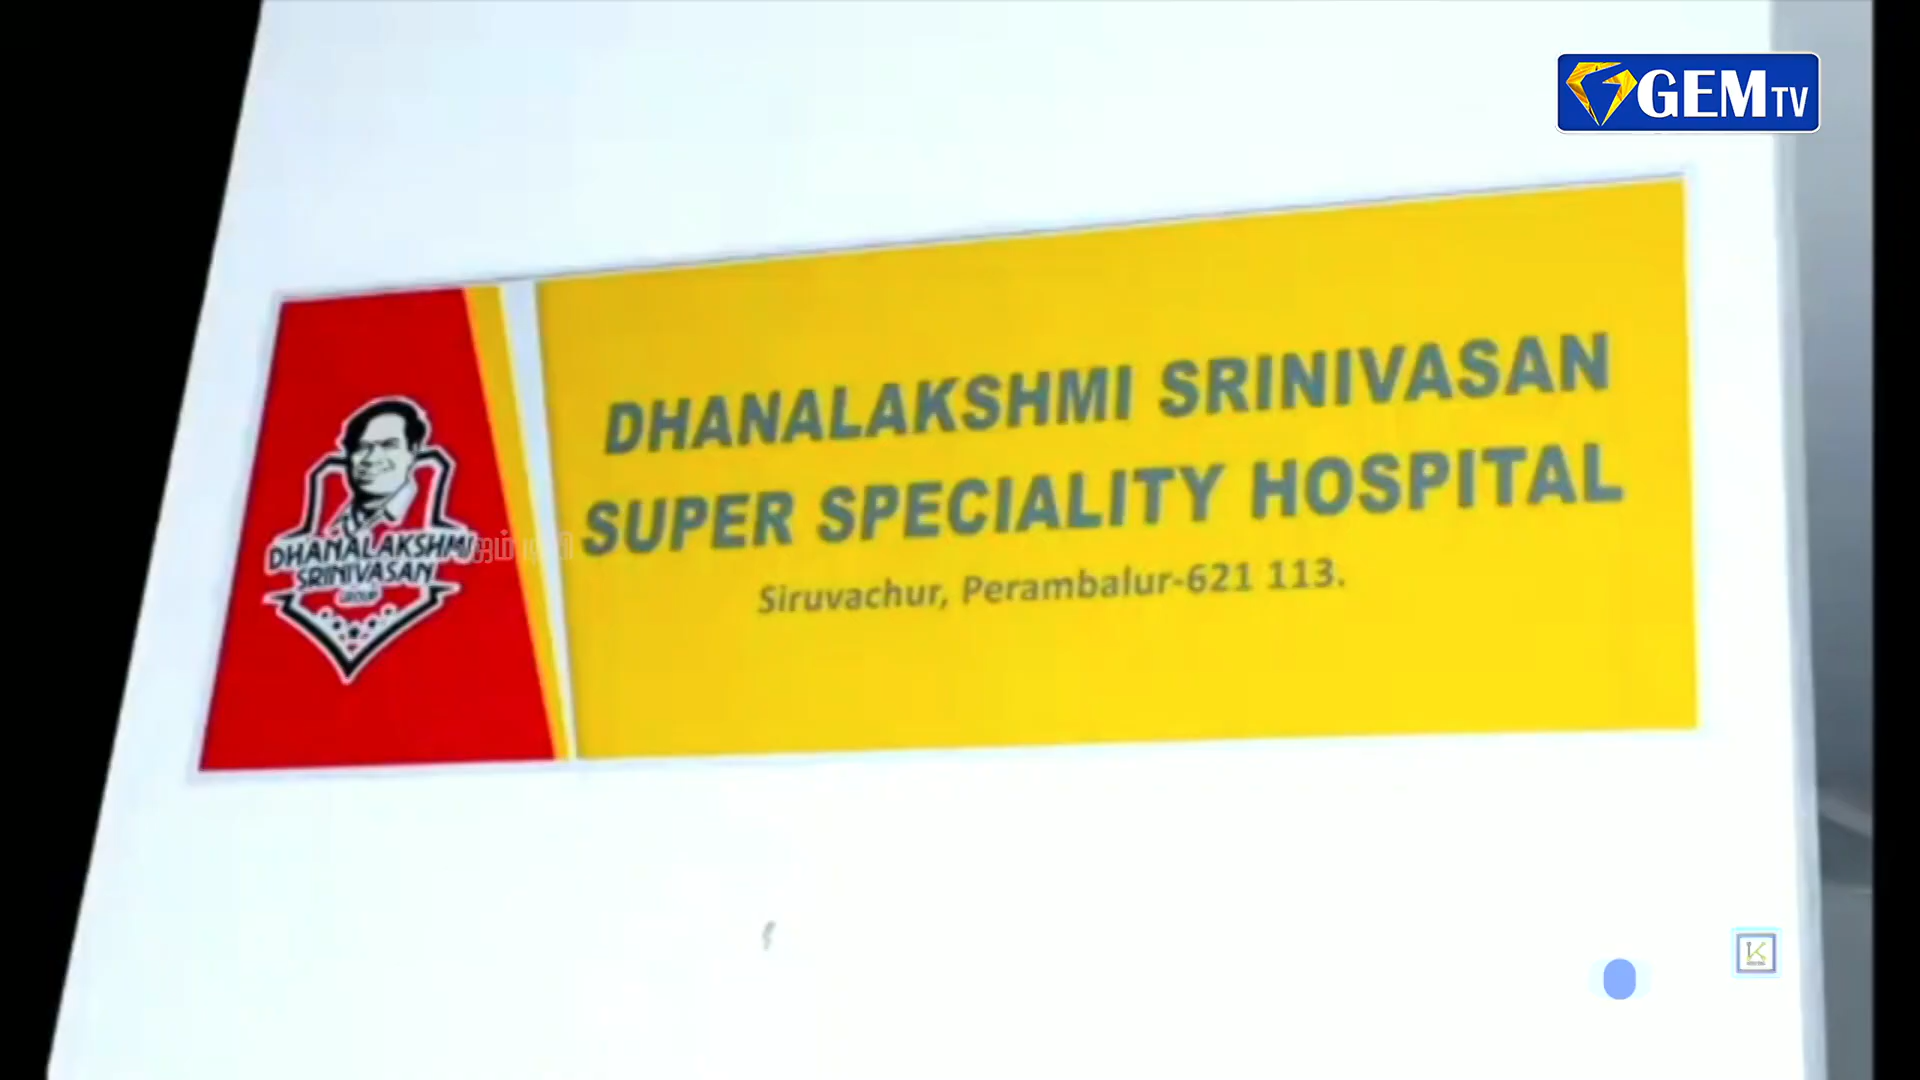 GEM TV
DHANALAKSHMI SRINIVASAN
SUPER SPECIALITY HOSPITAL
Siruvachur, Perambalur-621 113.
DHANALAKSHMI
SRINIVASAN
GROUP